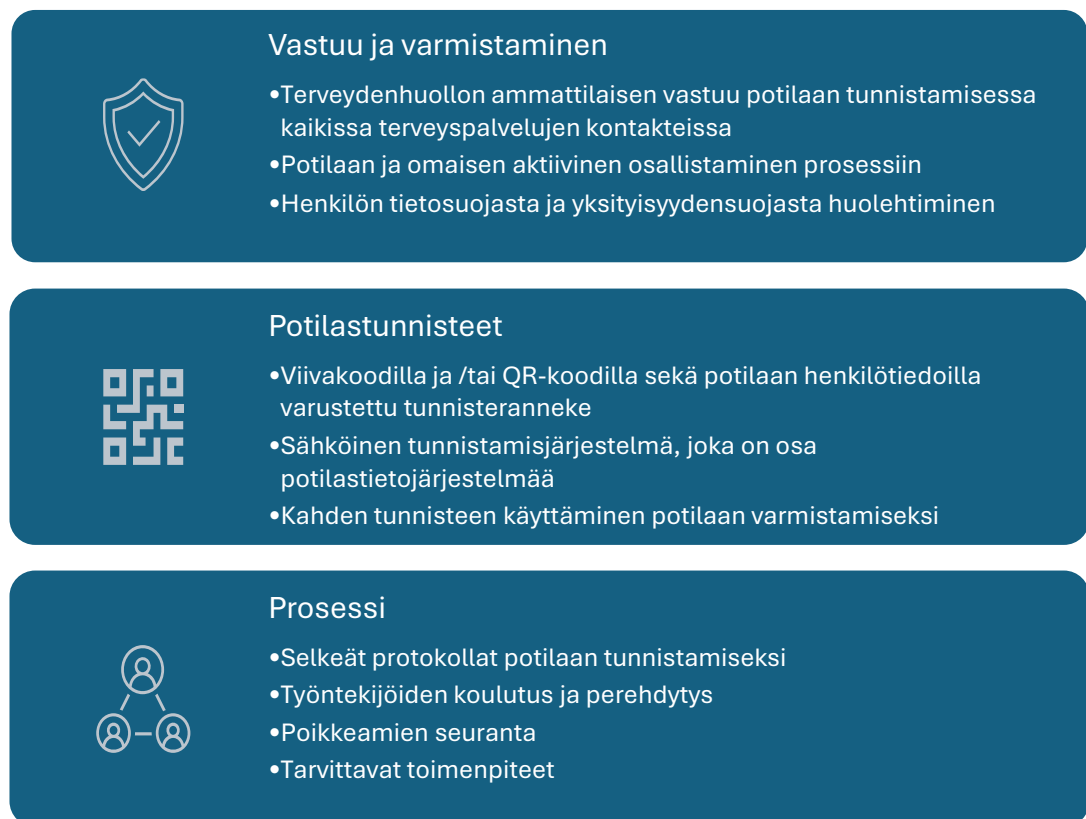 Vastuu ja varmistaminen
•Terveydenhuollon ammattilaisen vastuu potilaan tunnistamisessa
kaikissa terveyspalvelujen kontakteissa
•Potilaan ja omaisen aktiivinen osallistaminen prosessiin
•Henkilön tietosuojasta ja yksityisyydensuojasta huolehtiminen
Potilastunnisteet
•Viivakoodilla ja /tai QR-koodilla sekä potilaan henkilötiedoilla
varustettu tunnisteranneke
•Sähköinen tunnistamisjärjestelmä, joka on osa
potilastietojärjestelmää
•Kahden tunnisteen käyttäminen potilaan varmistamiseksi
Prosessi
•Selkeät protokollat potilaan tunnistamiseksi
•Työntekijöiden koulutus ja perehdytys
•Poikkeamien seuranta
•Tarvittavat toimenpiteet